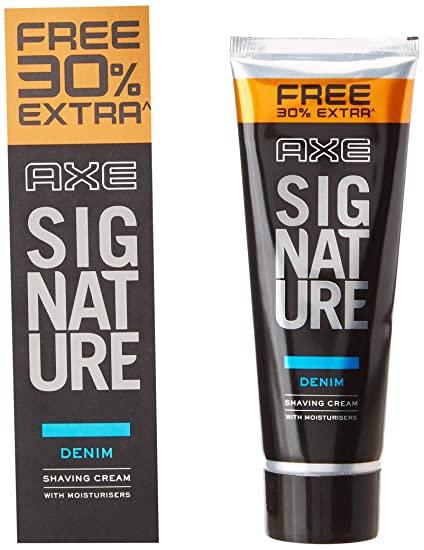 FREE
30%
EXTRA^
AXE
SIG
NAT
URE
DENIM
SHAVING CREAM
WITH MOISTURISERS
FREE
30% EXTRA^
AXE
SIG
NAT
URE
DENIM
SHAVING CREAM
WITH MOISTURISERS